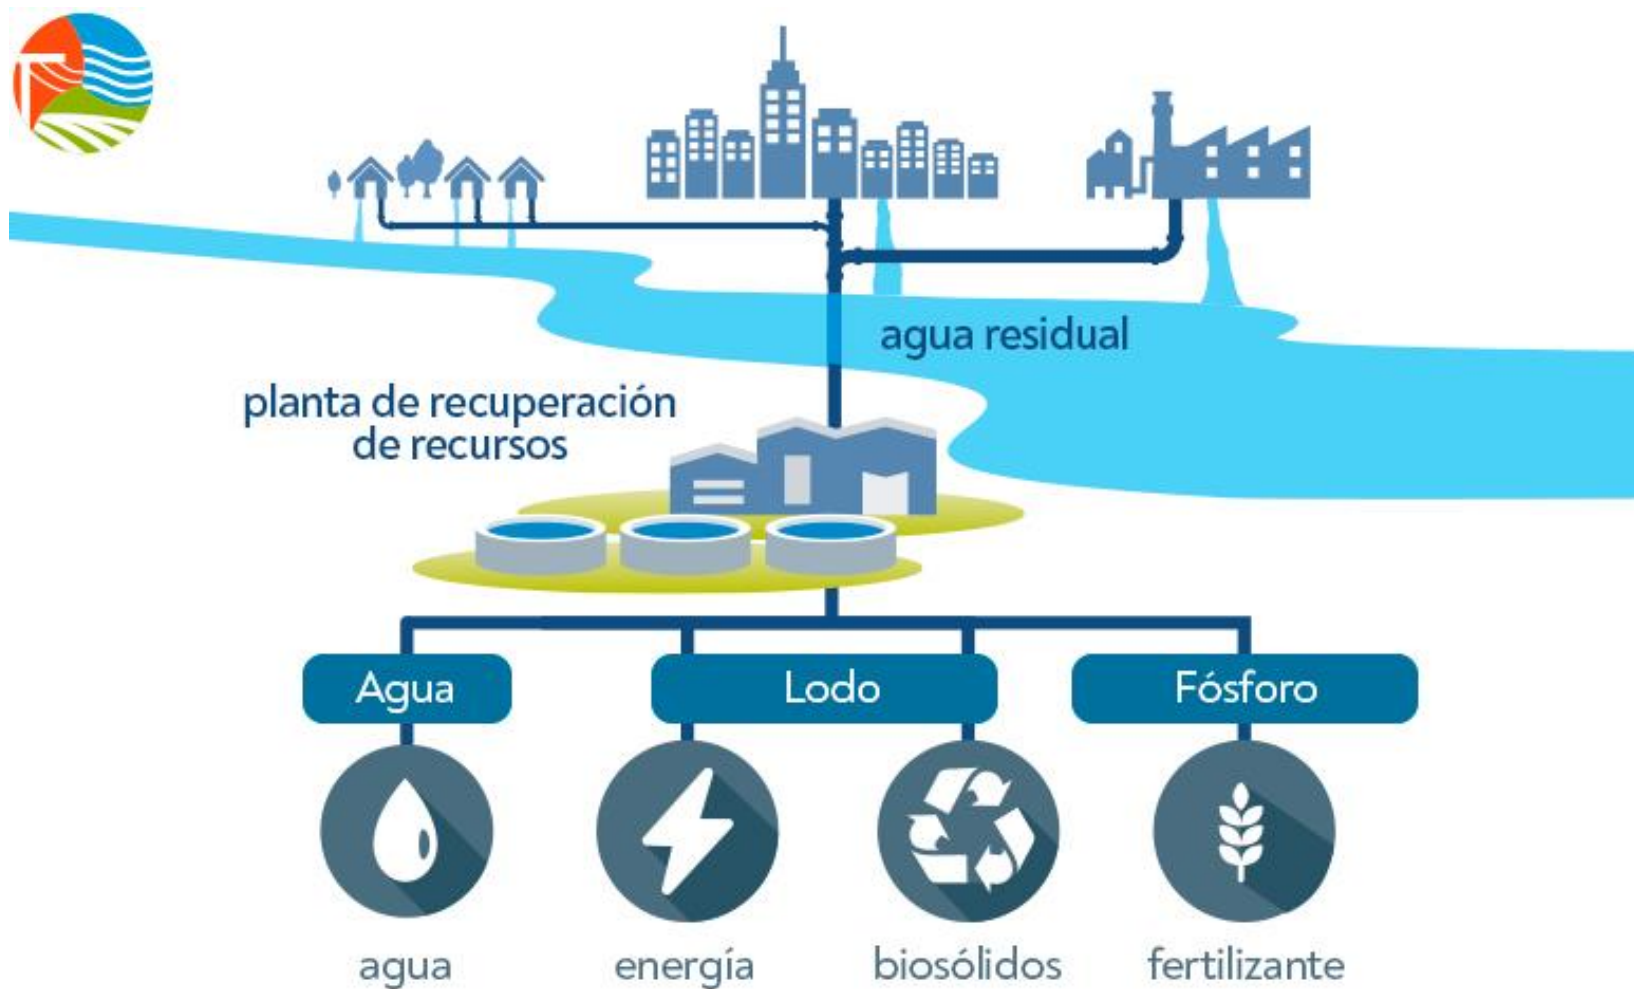 agua residual
planta de recuperación
de recursos
Agua
Lodo
Fósforo
agua
energía
biosólidos
fertilizante